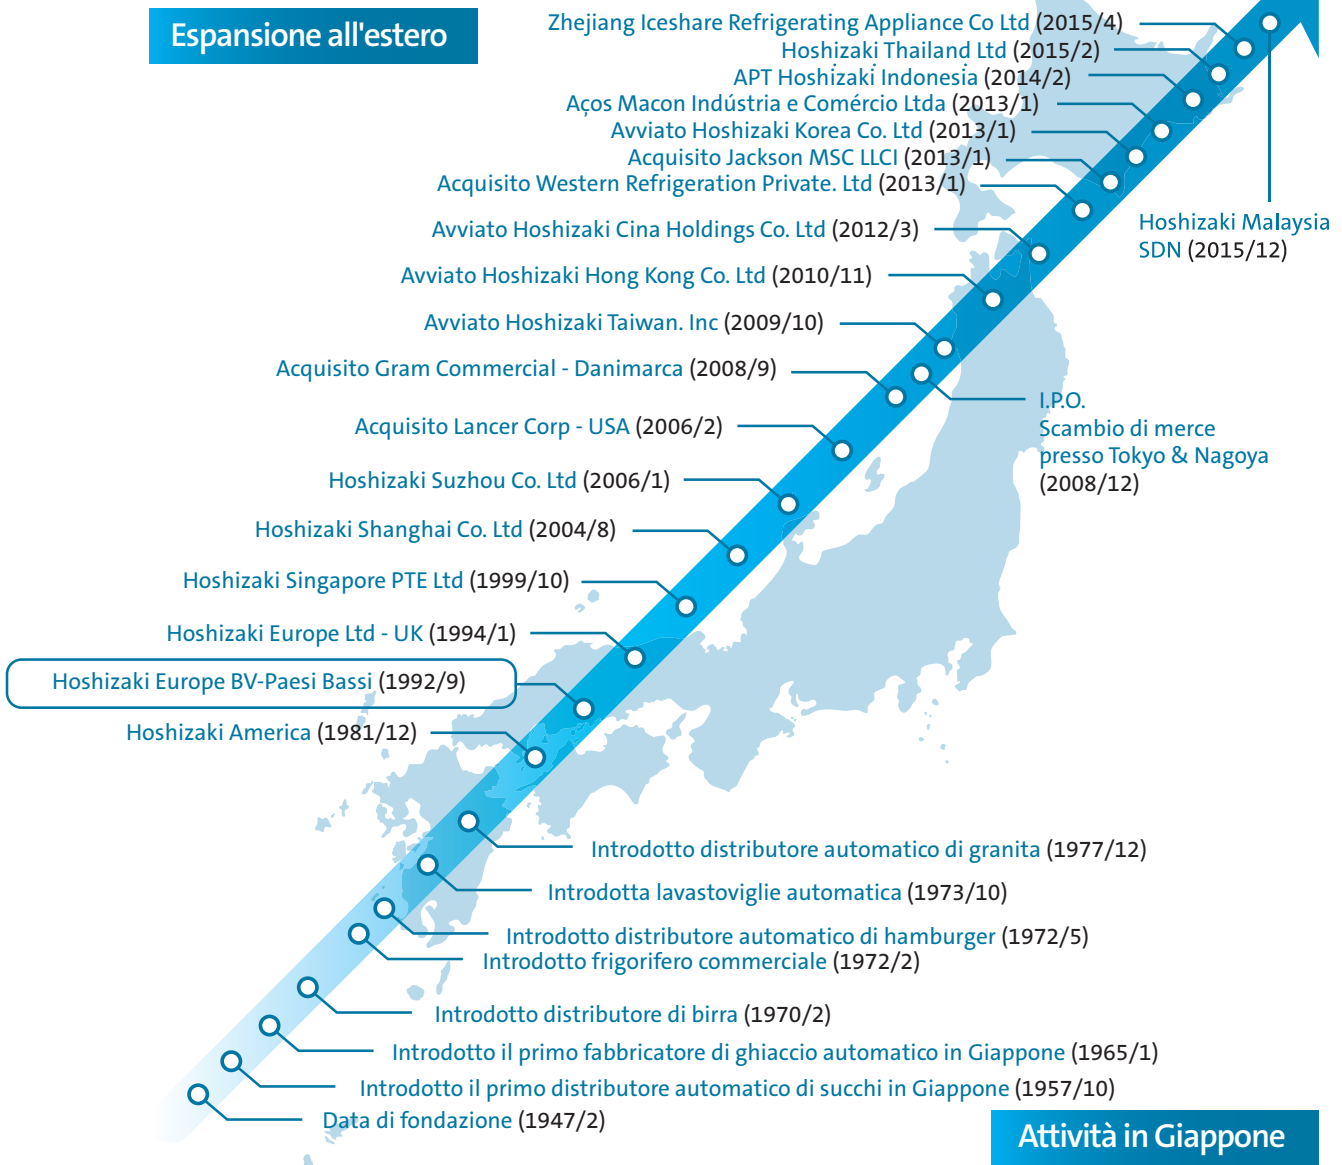 Espansione all'estero
Zhejiang Iceshare Refrigerating Appliance Co Ltd (2015/4)
Hoshizaki Thailand Ltd (2015/2)
APT Hoshizaki Indonesia (2014/2)
Aços Macon Indústria e Comércio Ltda (2013/1)
Avviato Hoshizaki Korea Co. Ltd (2013/1)
Acquisito Jackson MSC LLCI (2013/1)
Acquisito Western Refrigeration Private. Ltd (2013/1)
Hoshizaki Malaysia
SDN (2015/12)
Avviato Hoshizaki Cina Holdings Co. Ltd (2012/3)
Avviato Hoshizaki Hong Kong Co. Ltd (2010/11)
Avviato Hoshizaki Taiwan. Inc (2009/10)
Acquisito Gram Commercial - Danimarca (2008/9)
I.P.O.
Scambio di merce
presso Tokyo & Nagoya
(2008/12)
Acquisito Lancer Corp - USA (2006/2)
Hoshizaki Suzhou Co. Ltd (2006/1)
Hoshizaki Shanghai Co. Ltd (2004/8)
Hoshizaki Singapore PTE Ltd (1999/10)
Hoshizaki Europe Ltd - UK (1994/1)
Hoshizaki Europe BV-Paesi Bassi (1992/9)
Hoshizaki America (1981/12)
Introdotto distributore automatico di granita (1977/12)
Introdotta lavastoviglie automatica (1973/10)
Introdotto distributore automatico di hamburger (1972/5)
Introdotto frigorifero commerciale (1972/2)
Introdotto distributore di birra (1970/2)
Introdotto il primo fabbricatore di ghiaccio automatico in Giappone (1965/1)
Introdotto il primo distributore automatico di succhi in Giappone (1957/10)
Data di fondazione (1947/2)
Attività in Giappone